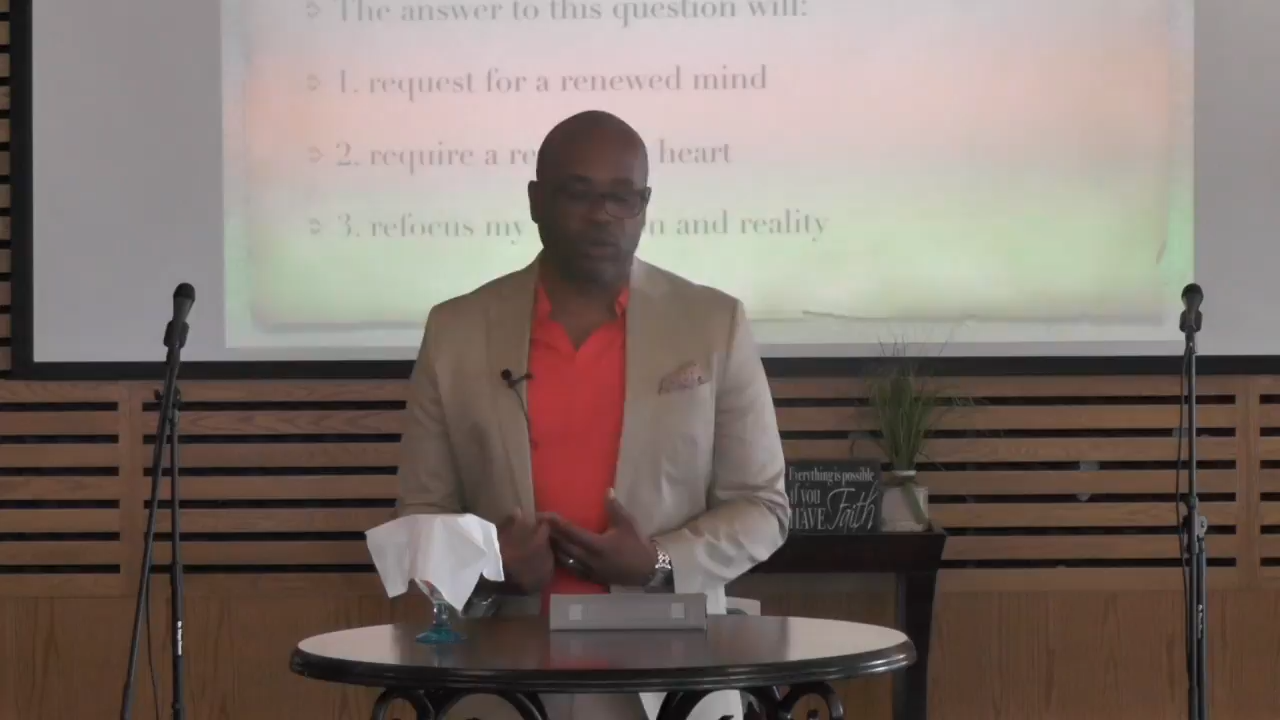 The answer to this question will:
1. request for a renewed mind
2. require a re heart
3. refocus my n and reality
Everything is possible
if you
HAVE Faith